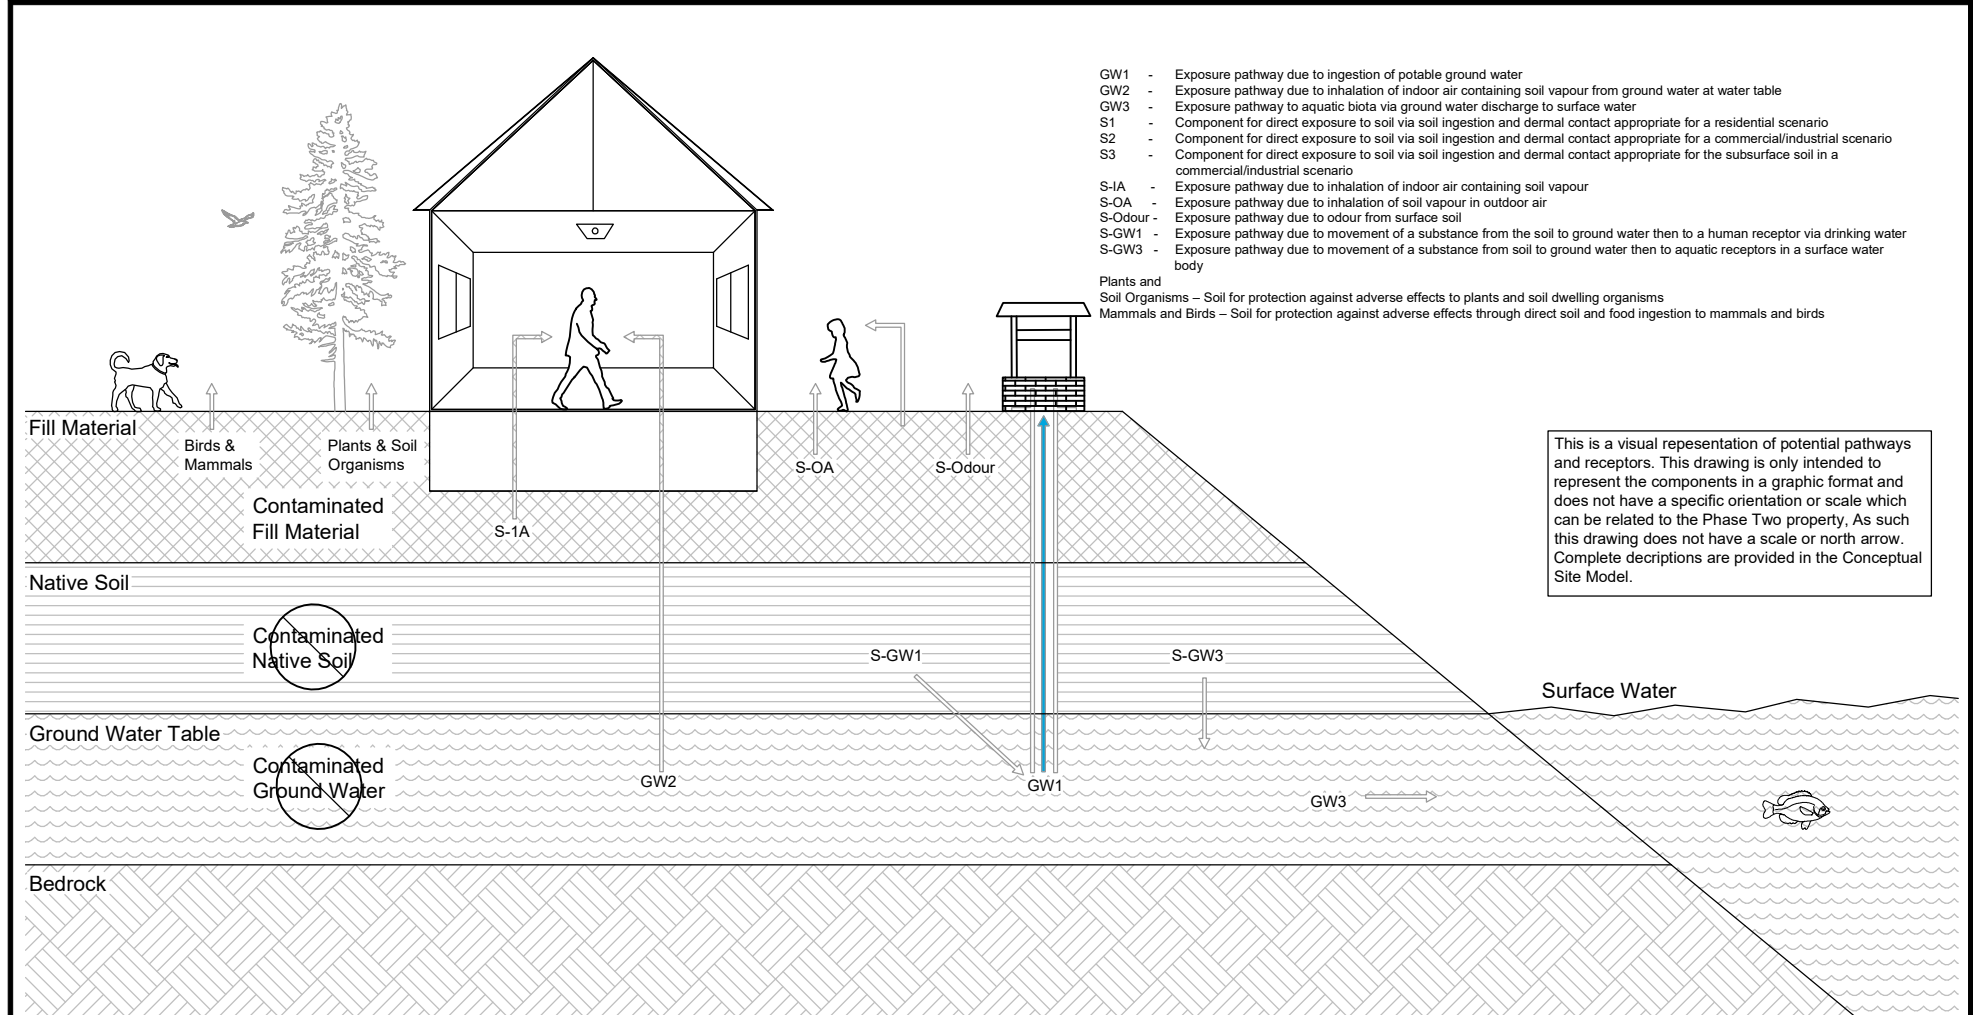 GW1 - Exposure pathway due to ingestion of potable ground water
GW2 - Exposure pathway due to inhalation of indoor air containing soil vapour from ground water at water table
GW3 - Exposure pathway to aquatic biota via ground water discharge to surface water
S1 - Component for direct exposure to soil via soil ingestion and dermal contact appropriate for a residential scenario
S2 - Component for direct exposure to soil via soil ingestion and dermal contact appropriate for a commercial/industrial scenario
S3 - Component for direct exposure to soil via soil ingestion and dermal contact appropriate for the subsurface soil in a
commercial/industrial scenario
S-IA - Exposure pathway due to inhalation of indoor air containing soil vapour
S-OA - Exposure pathway due to inhalation of soil vapour in outdoor air
S-Odour - Exposure pathway due to odour from surface soil
S-GW1 - Exposure pathway due to movement of a substance from the soil to ground water then to a human receptor via drinking water
S-GW3 - Exposure pathway due to movement of a substance from soil to ground water then to aquatic receptors in a surface water
body
Plants and
Soil Organisms – Soil for protection against adverse effects to plants and soil dwelling organisms
Mammals and Birds – Soil for protection against adverse effects through direct soil and food ingestion to mammals and birds
Fill Material
Birds &
Mammals
Plants & Soil
Organisms
S-OA
S-Odour
Contaminated
Fill Material
S-1A
This is a visual repesentation of potential pathways
and receptors. This drawing is only intended to
represent the components in a graphic format and
does not have a specific orientation or scale which
can be related to the Phase Two property, As such
this drawing does not have a scale or north arrow.
Complete decriptions are provided in the Conceptual
Site Model.
Native Soil
Contaminated
Native Soil
S-GW1
S-GW3
Surface Water
Ground Water Table
Contaminated
Ground Water
GW2
GW1
GW3
Bedrock